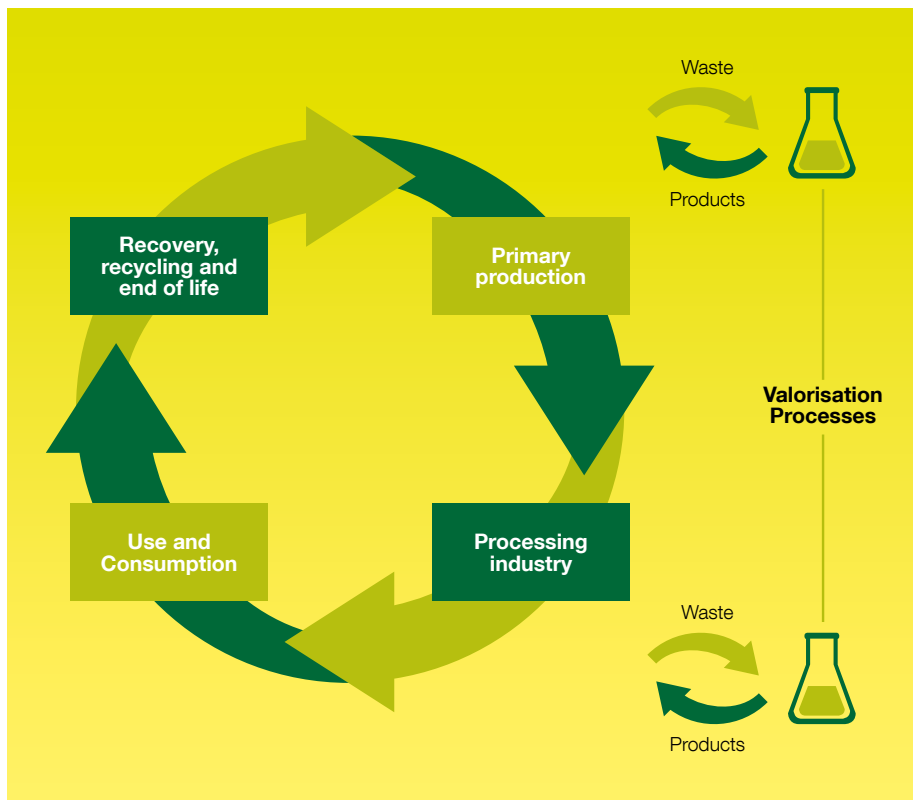 Waste
Products
Recovery,
recycling and
end of life
Primary
production
Valorisation
Processes
Use and
Consumption
Processing
industry
Waste
Products